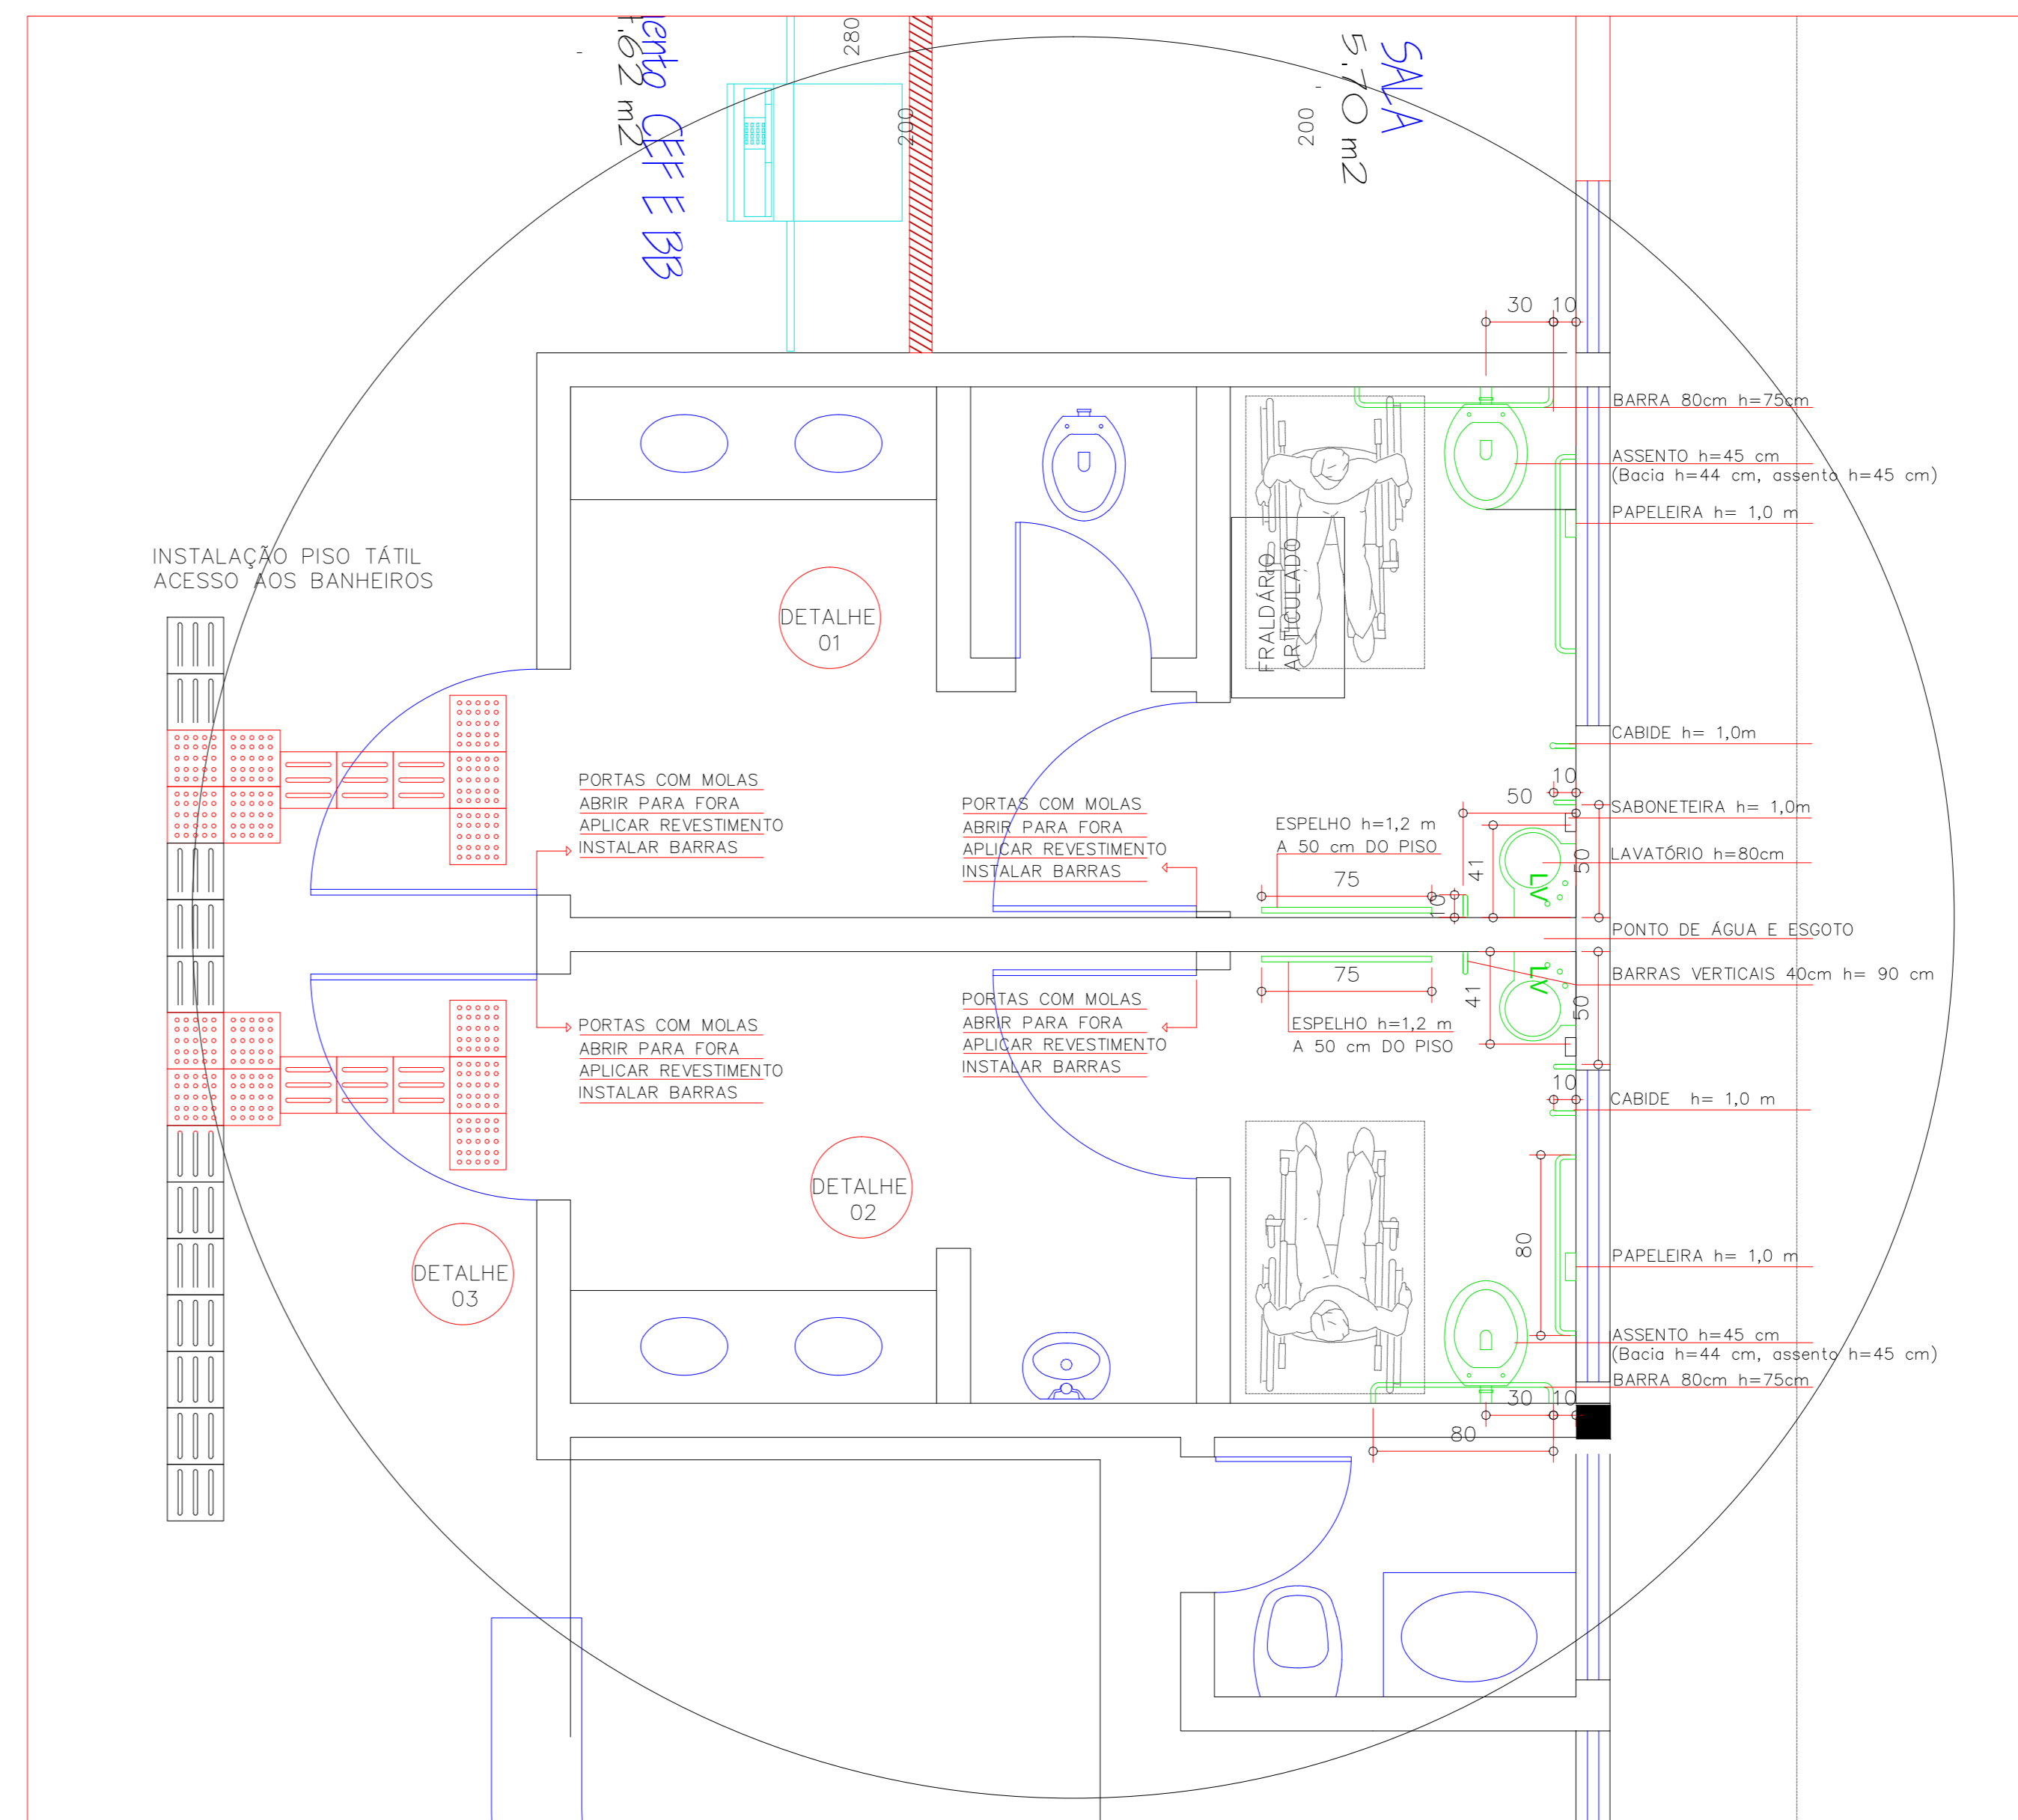 CEF E BB
.62 m2
280
200
200
SALA
5.70 m2
30 10
BARRA 80cm h=75cm
ASSENTO h=45 cm
(Bacia h=44 cm, assento h=45 cm)
PAPELEIRA h= 1,0 m
INSTALAÇÃO PISO TÁTIL
ACESSO AOS BANHEIROS
DETALHE
01
FRALDÁRIO
ARTICULADO
CABIDE h= 1,0m
10
50
SABONETEIRA h= 1,0m
PORTAS COM MOLAS
ABRIR PARA FORA
APLICAR REVESTIMENTO
INSTALAR BARRAS
PORTAS COM MOLAS
ABRIR PARA FORA
APLICAR REVESTIMENTO
INSTALAR BARRAS
ESPELHO h=1,2 m
A 50 cm DO PISO
75
10
41
LV
50
LAVATÓRIO h=80cm
PONTO DE ÁGUA E ESGOTO
BARRAS VERTICAIS 40cm h= 90 cm
75
41
LV
50
PORTAS COM MOLAS
ABRIR PARA FORA
APLICAR REVESTIMENTO
INSTALAR BARRAS
PORTAS COM MOLAS
ABRIR PARA FORA
APLICAR REVESTIMENTO
INSTALAR BARRAS
ESPELHO h=1,2 m
A 50 cm DO PISO
10
CABIDE h= 1,0 m
DETALHE
02
DETALHE
03
80
PAPELEIRA h= 1,0 m
ASSENTO h=45 cm
(Bacia h=44 cm, assento h=45 cm)
BARRA 80cm h=75cm
30 10
80